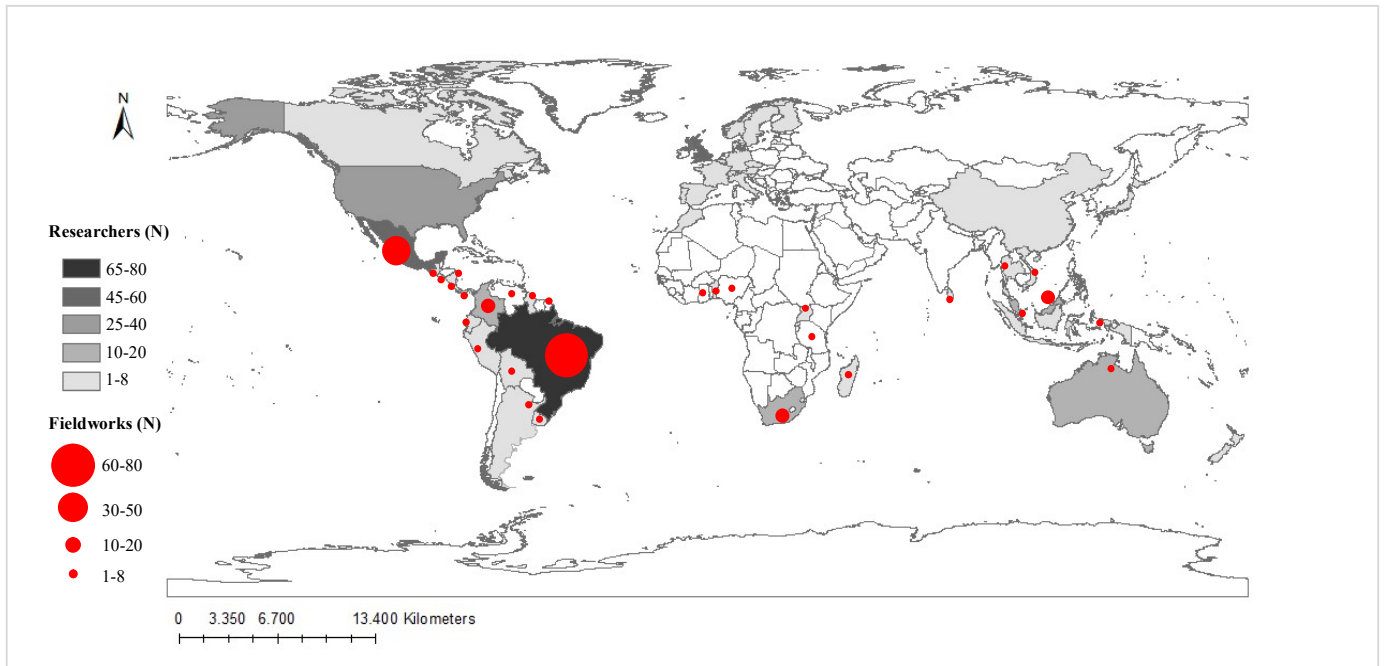 N
Researchers (N)
65-80
45-60
25-40
10-20
1-8
Fieldworks (N)
60-80
30-50
10-20
1-8
0 3.350 6.700 13.400 Kilometers